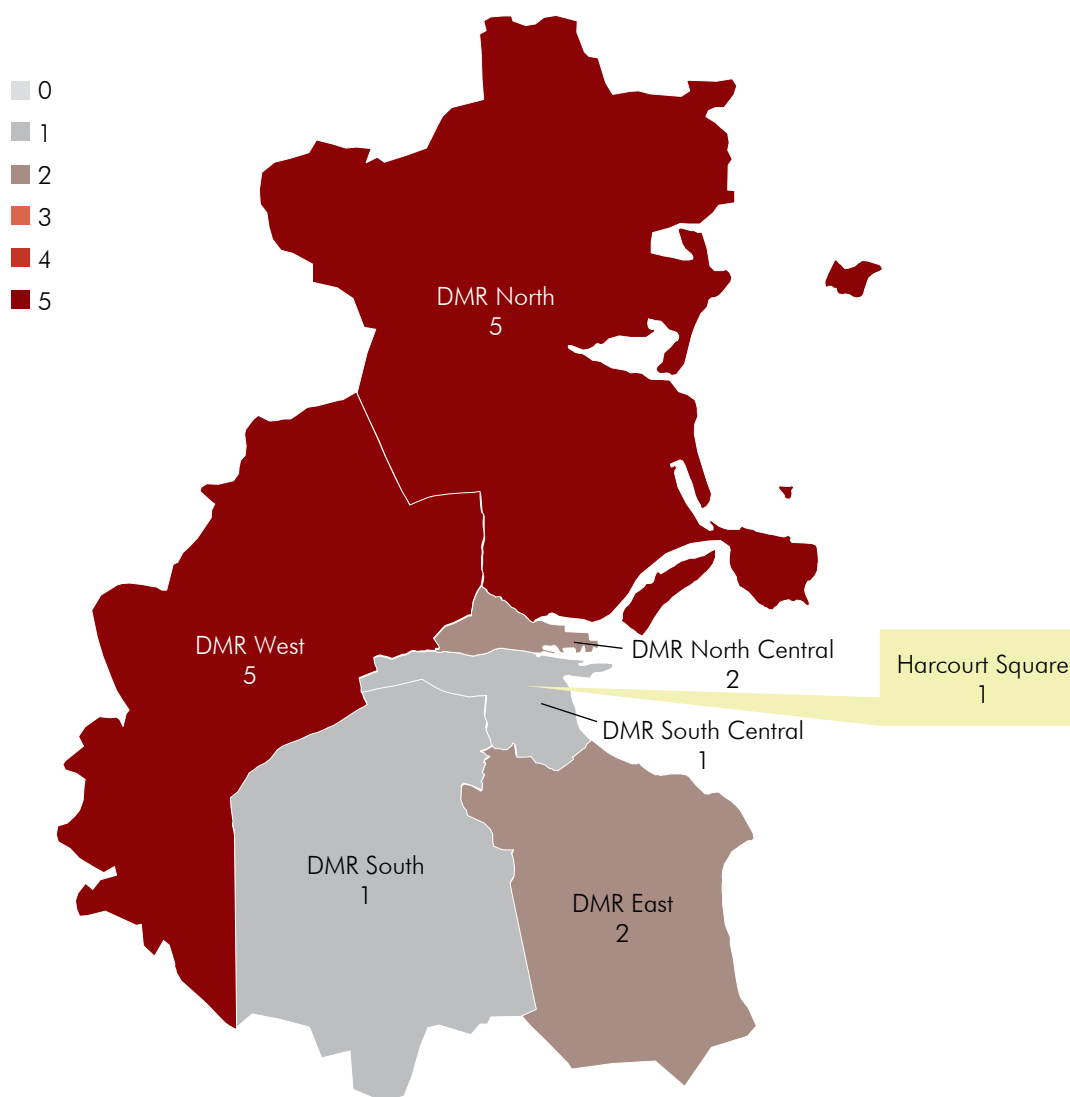 0
1
2
3
4
5
DMR North
5
DMR West
5
DMR North Central
2
Harcourt Square
1
DMR South Central
1
DMR South
1
DMR East
2